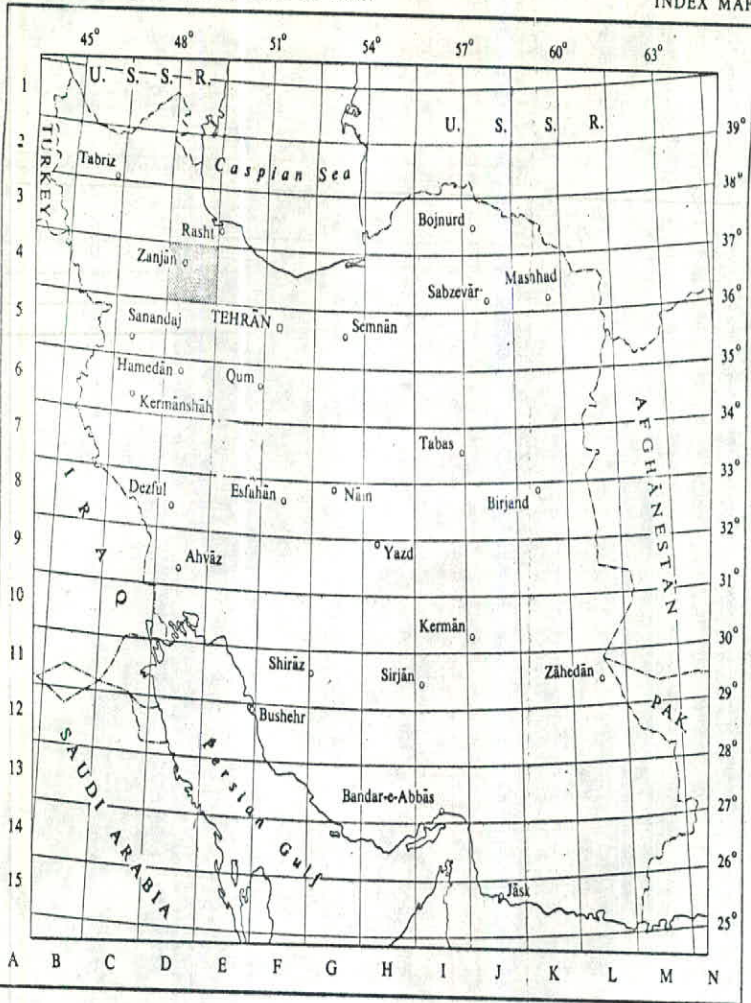 INDEX MAP
45° 48° 51° 54° 57° 60° 63°
1
U. S. S. R.
U. S. S. R.
39°
2
TURKEY
Tabriz
Caspian Sea
38°
3
Rasht
Bojnurd
37°
4
Zanjān
Sabzevār
Mashhad
36°
5
Sanandaj
TEHRĀN
Semnān
35°
6
Hamedān
Qum
Kermānshāh
34°
7
AFGHĀNESTĀN
Tabas
33°
8
IRAQ
Dezful
Esfahān
Nāin
Birjand
32°
9
Ahvāz
Yazd
31°
10
Kermān
30°
11
Shirāz
Sirjān
Zāhedān
29°
12
Bushehr
PAK
28°
13
SAUDI ARABIA
Persian Gulf
Bandar-e-Abbās
27°
14
26°
15
Jāsk
25°
A B C D E F G H I J K L M N